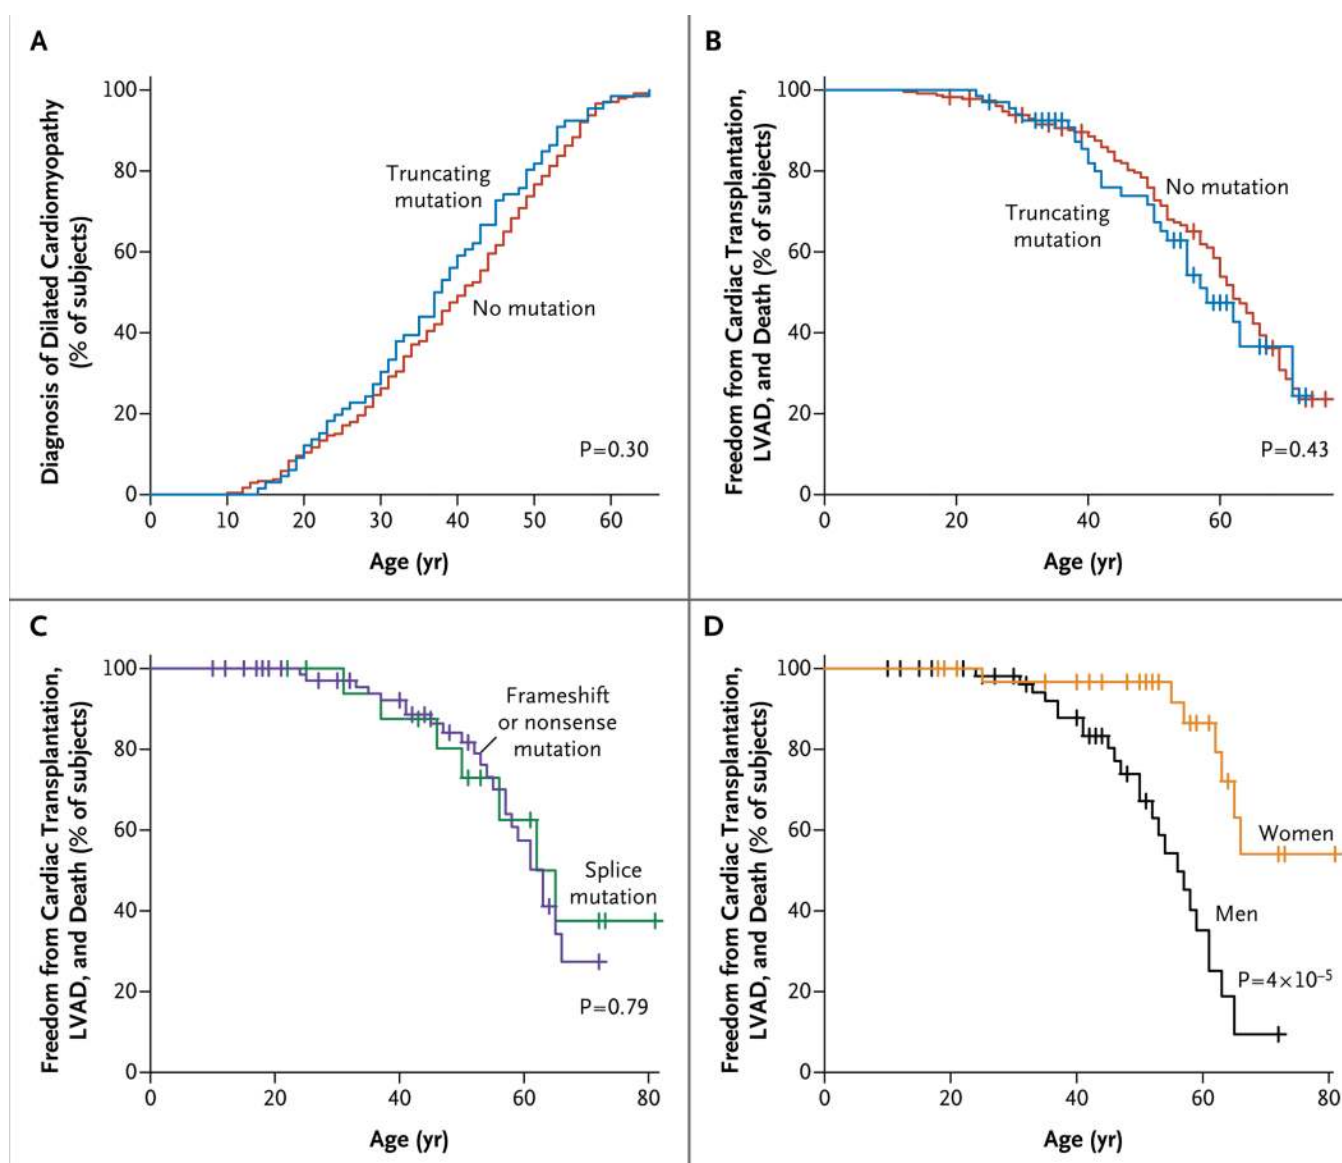 A
Diagnosis of Dilated Cardiomyopathy
(% of subjects)
100
80
60
40
20
0
Truncating
mutation
No mutation
P=0.30
0 10 20 30 40 50 60
Age (yr)
B
Freedom from Cardiac Transplantation,
LVAD, and Death (% of subjects)
100
80
60
40
20
0
No mutation
Truncating
mutation
P=0.43
0 20 40 60
Age (yr)
C
Freedom from Cardiac Transplantation,
LVAD, and Death (% of subjects)
100
80
60
40
20
0
Frameshift
or nonsense
mutation
Splice
mutation
P=0.79
0 20 40 60 80
Age (yr)
D
Freedom from Cardiac Transplantation,
LVAD, and Death (% of subjects)
100
80
60
40
20
0
Women
Men
P=4×10⁻⁵
0 20 40 60 80
Age (yr)